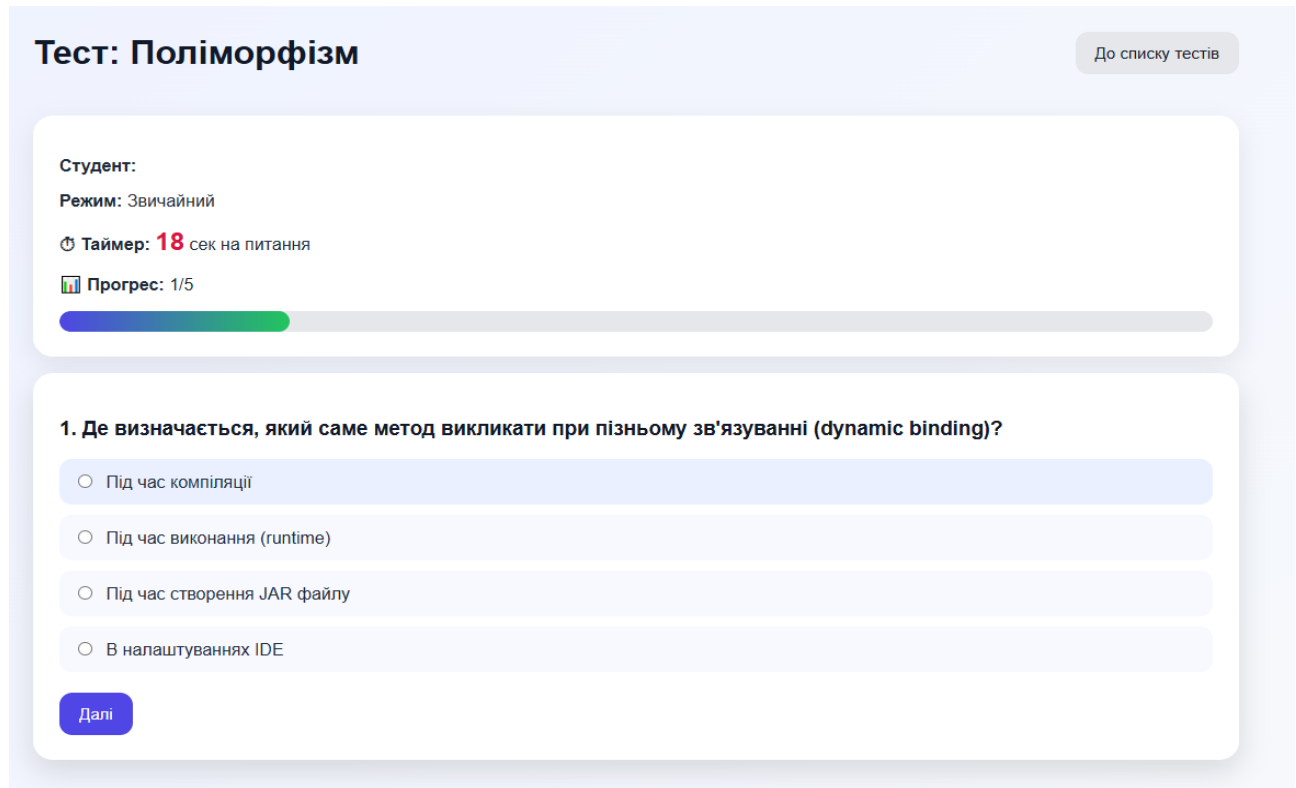 Тест: Поліморфізм
До списку тестів
Студент:
Режим: Звичайний
⏱ Таймер: 18 сек на питання
📊 Прогрес: 1/5
1. Де визначається, який саме метод викликати при пізньому зв'язуванні (dynamic binding)?
Під час компіляції
Під час виконання (runtime)
Під час створення JAR файлу
В налаштуваннях IDE
Далі